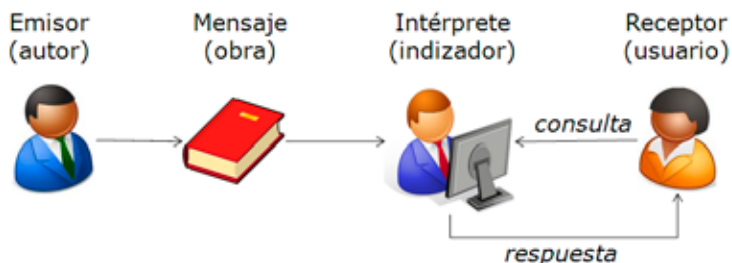 Emisor
(autor)
Mensaje
(obra)
Intérprete
(indizador)
Receptor
(usuario)
consulta
respuesta